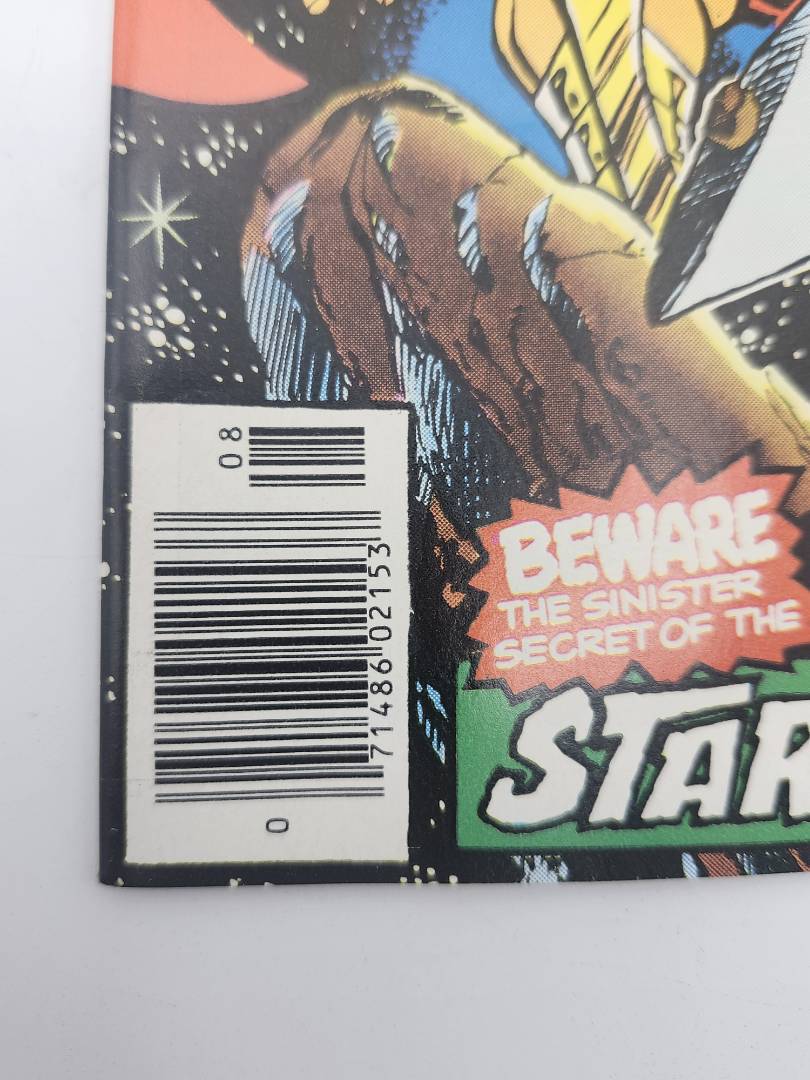 08
71486 02153
0
BEWARE
THE SINISTER
SECRET OF THE
STAR